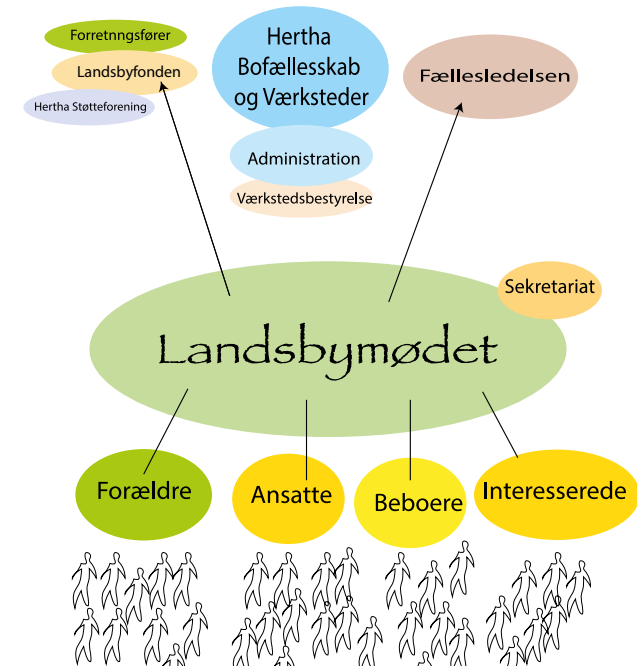 Forretnngsfører
Landsbyfonden
Hertha Støtteforening
Hertha
Bofællesskab
og Værksteder
Administration
Værkstedsbestyrelse
Fællesledelsen
Sekretariat
Landsbymødet
Forældre
Ansatte
Beboere
Interesserede